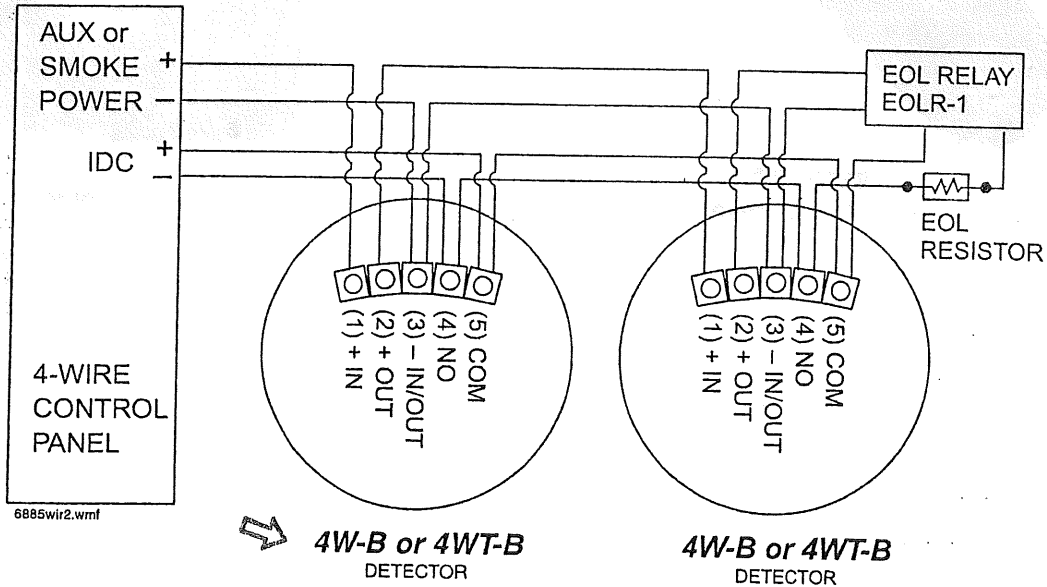 AUX or
SMOKE +
POWER −
IDC +
−
4-WIRE
CONTROL
PANEL
6885wir2.wmf
EOL RELAY
EOLR-1
EOL
RESISTOR
(1) + IN
(2) + OUT
(3) − IN/OUT
(4) NO
(5) COM
(1) + IN
(2) + OUT
(3) − IN/OUT
(4) NO
(5) COM
4W-B or 4WT-B
DETECTOR
4W-B or 4WT-B
DETECTOR